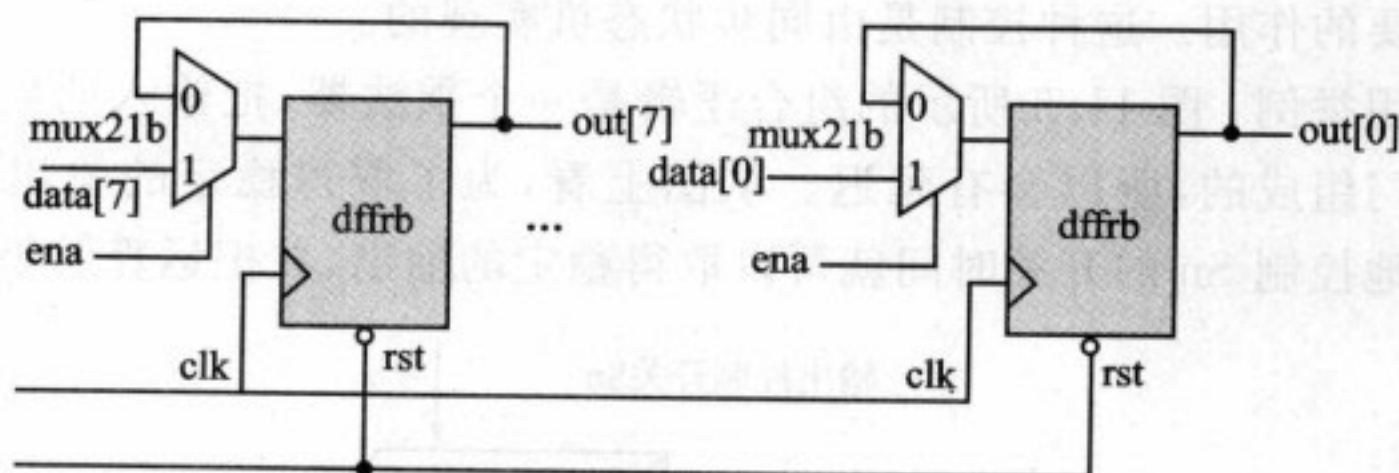 0
mux21b
1
data[7]
ena
clk
dffrb
rst
out[7]
...
0
mux21b
data[0]
1
ena
clk
dffrb
rst
out[0]